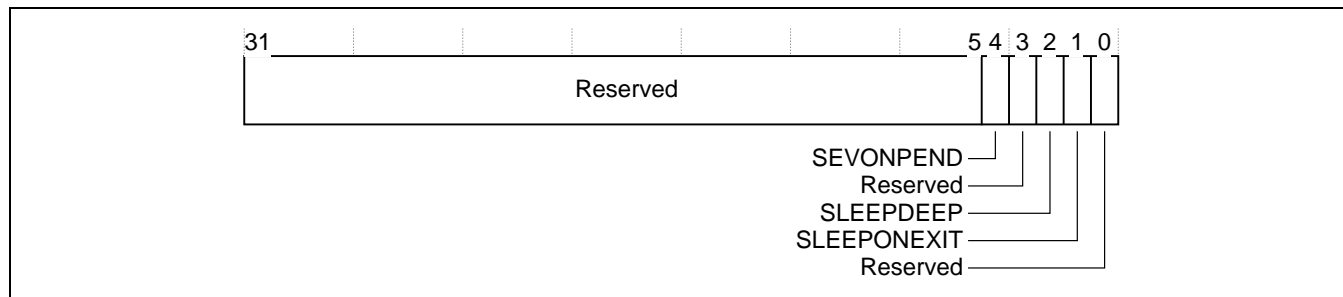 31 5 4 3 2 1 0
Reserved
SEVONPEND
Reserved
SLEEPDEEP
SLEEPONEXIT
Reserved